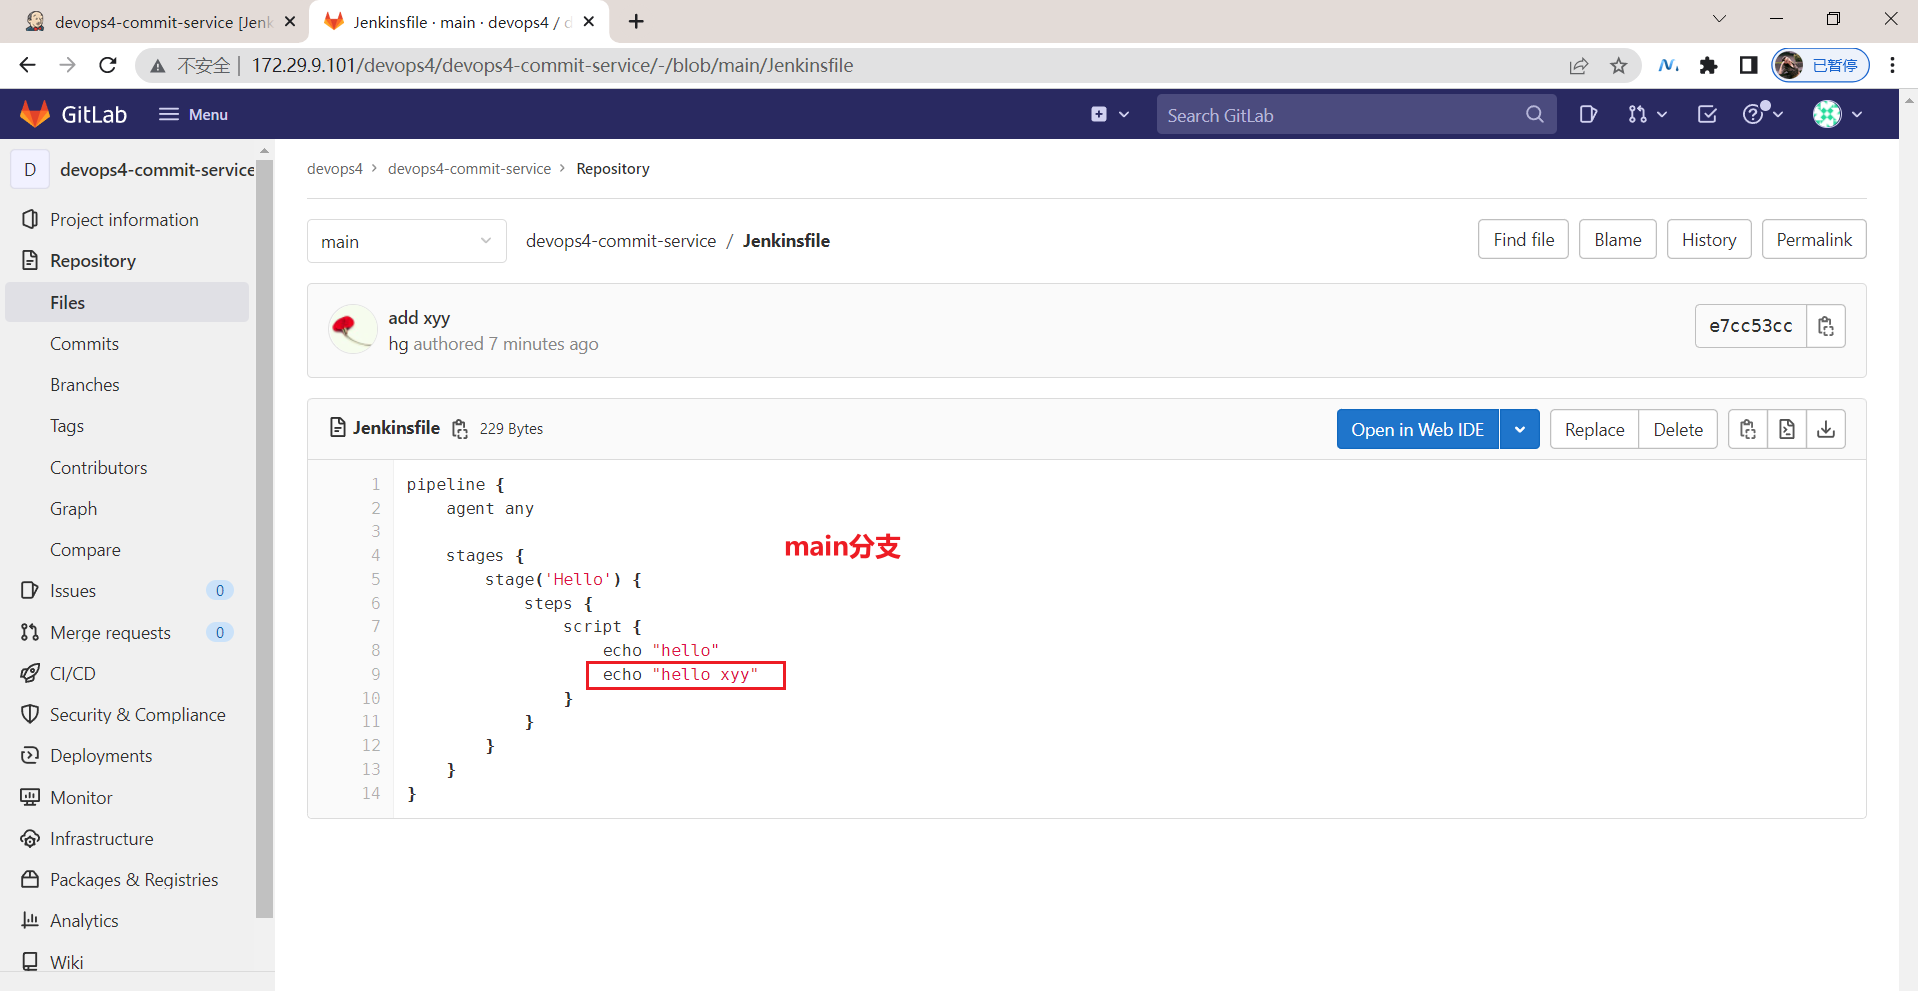 devops4-commit-service [Jenk
Jenkinsfile · main · devops4 / d
不安全
172.29.9.101/devops4/devops4-commit-service/-/blob/main/Jenkinsfile
已暂停
GitLab
Menu
Search GitLab
D
devops4-commit-service
Project information
Repository
Files
Commits
Branches
Tags
Contributors
Graph
Compare
Issues 0
Merge requests 0
CI/CD
Security & Compliance
Deployments
Monitor
Infrastructure
Packages & Registries
Analytics
Wiki
devops4 > devops4-commit-service > Repository
main
devops4-commit-service / Jenkinsfile
Find file
Blame
History
Permalink
add xyy
hg authored 7 minutes ago
e7cc53cc
Jenkinsfile
229 Bytes
Open in Web IDE
Replace
Delete
1 pipeline {
2     agent any
3
4     stages {
5         stage('Hello') {
6             steps {
7                 script {
8                     echo "hello"
9                     echo "hello xyy"
10                 }
11             }
12         }
13     }
14 }
main分支